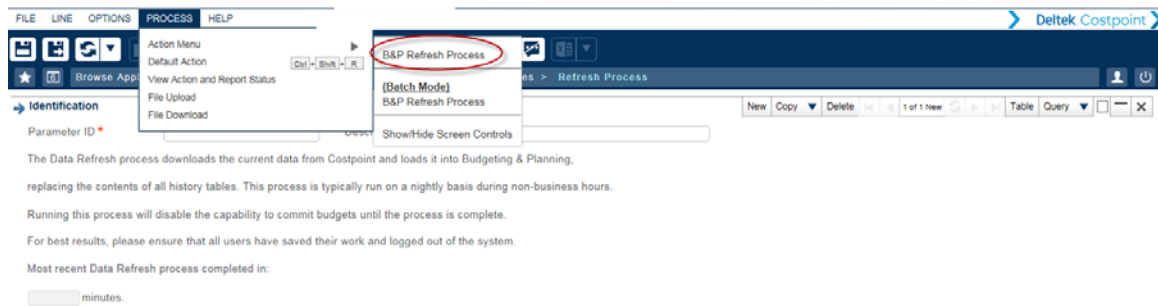 FILE LINE OPTIONS PROCESS HELP
Deltek Costpoint
Action Menu
Default Action Ctrl + Shift + R
View Action and Report Status
File Upload
File Download
B&P Refresh Process
(Batch Mode)
B&P Refresh Process
Show/Hide Screen Controls
Browse Appl
es > Refresh Process
Identification
New Copy Delete 1 of 1 New Table Query
Parameter ID *
The Data Refresh process downloads the current data from Costpoint and loads it into Budgeting & Planning,
replacing the contents of all history tables. This process is typically run on a nightly basis during non-business hours.
Running this process will disable the capability to commit budgets until the process is complete.
For best results, please ensure that all users have saved their work and logged out of the system.
Most recent Data Refresh process completed in:
minutes.